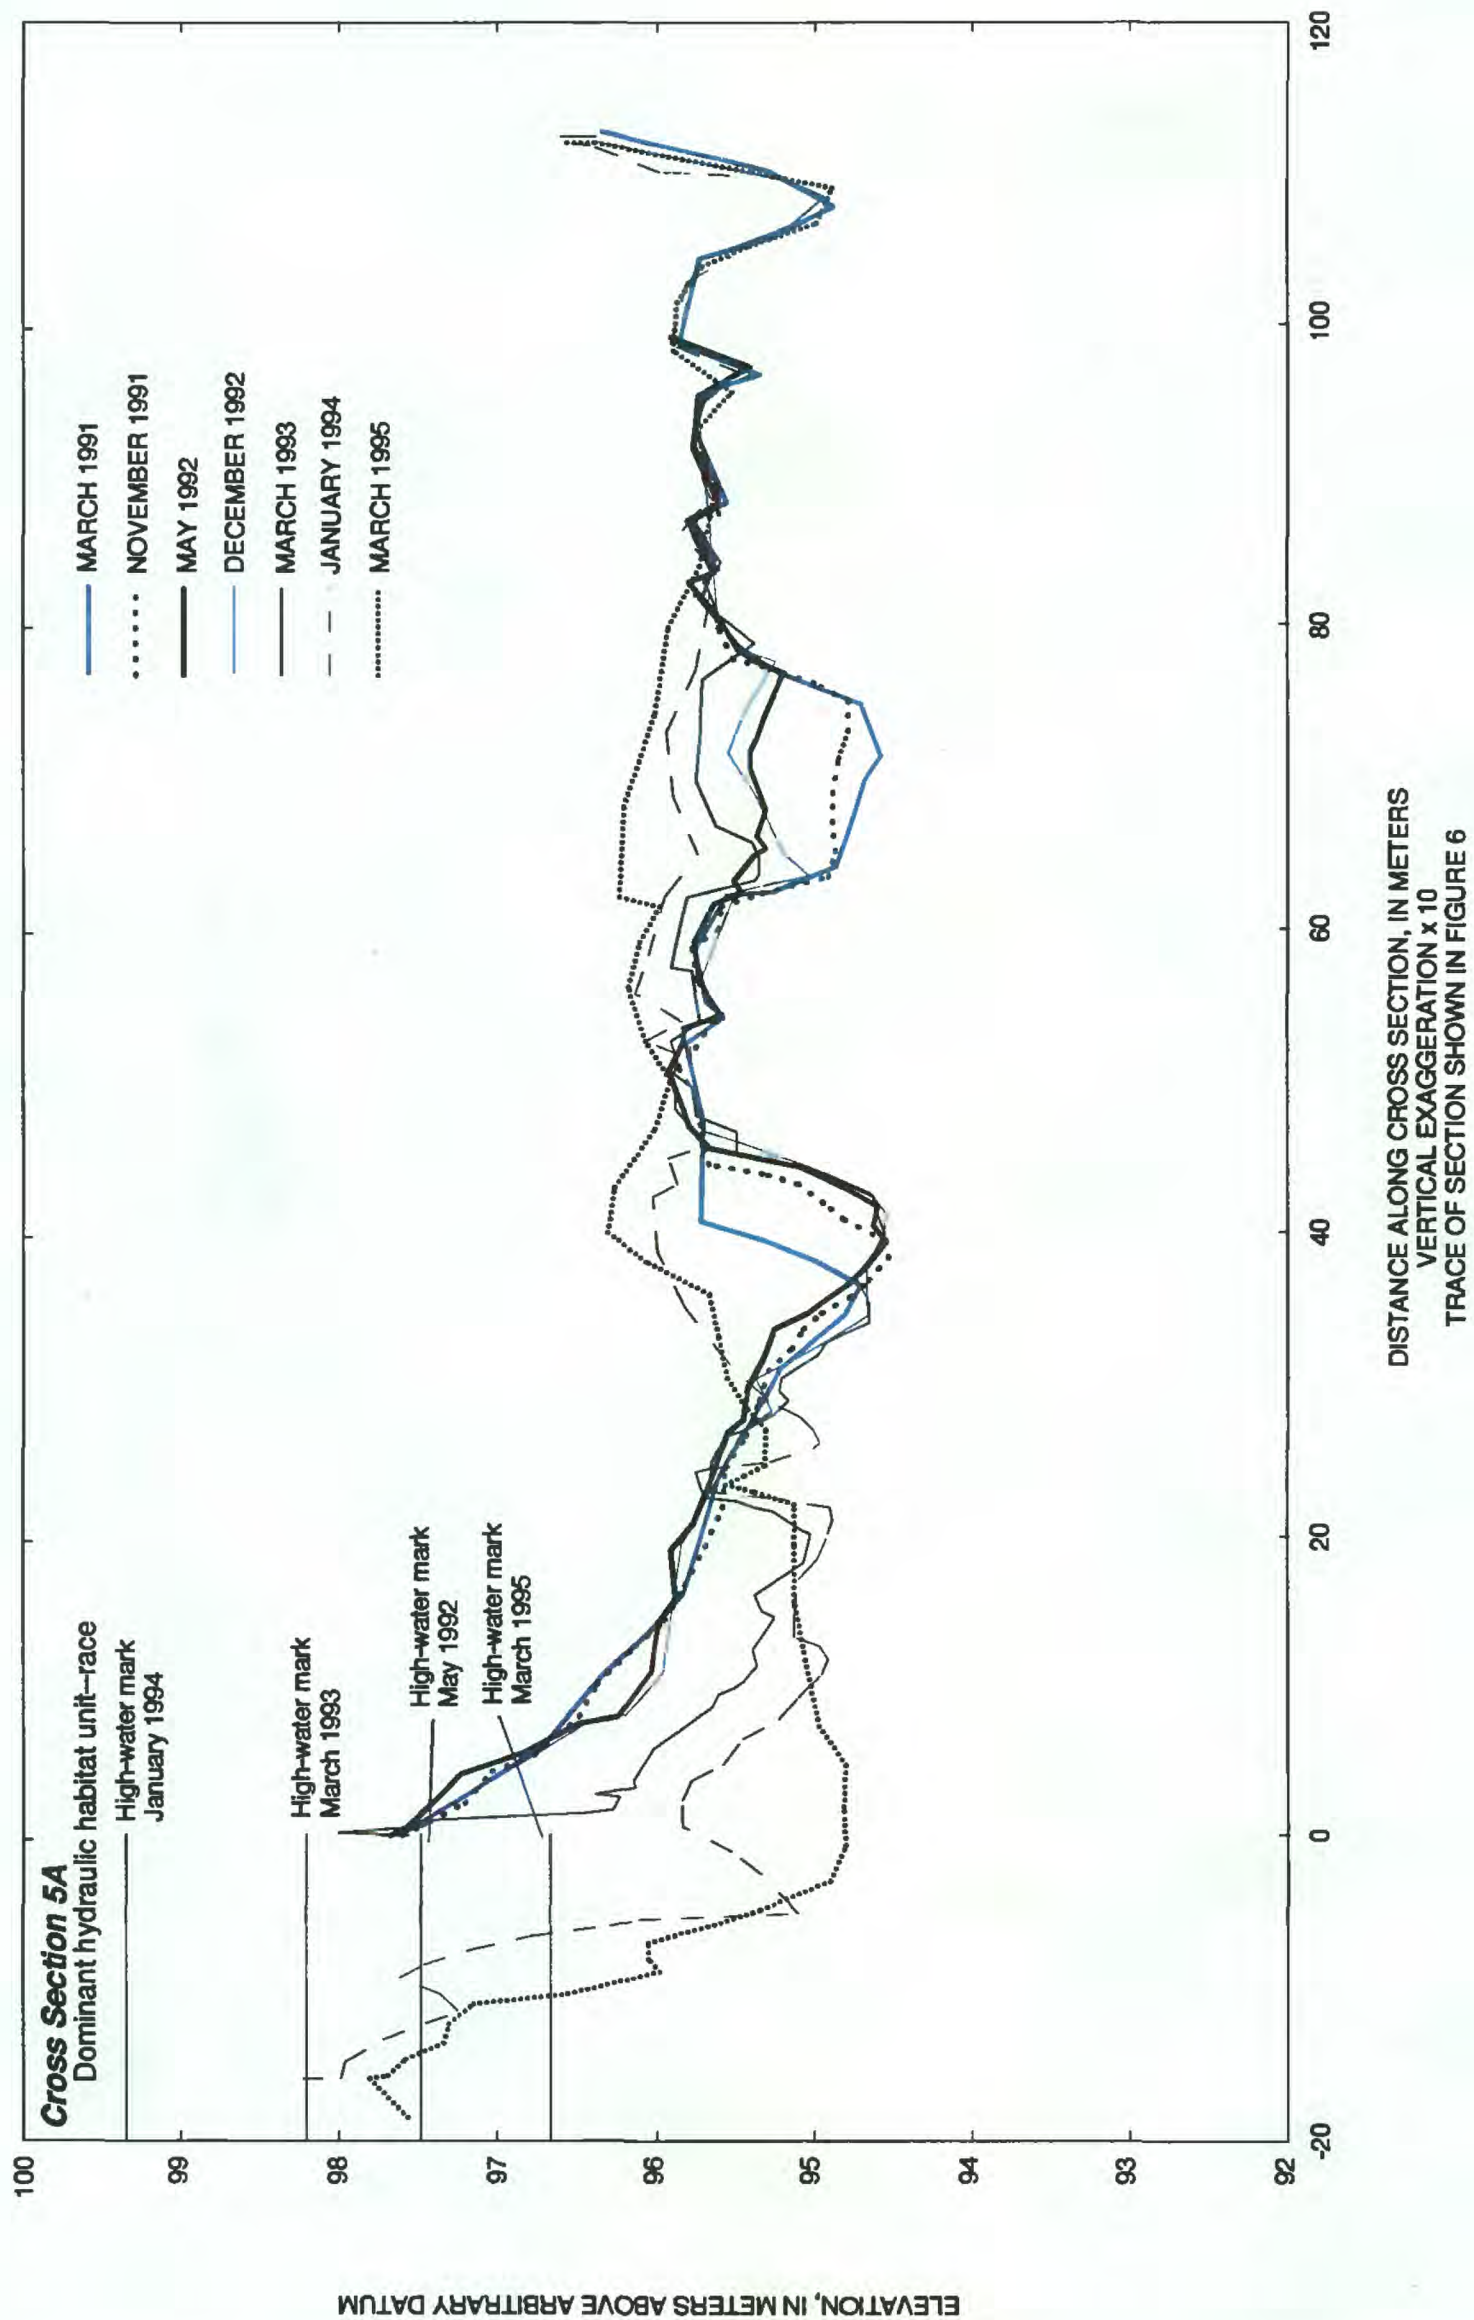 Cross Section 5A
Dominant hydraulic habitat unit--race
High-water mark
January 1994
High-water mark
March 1993
High-water mark
May 1992
High-water mark
March 1995
MARCH 1991
NOVEMBER 1991
MAY 1992
DECEMBER 1992
MARCH 1993
JANUARY 1994
MARCH 1995
ELEVATION, IN METERS ABOVE ARBITRARY DATUM
100
99
98
97
96
95
94
93
92
-20
0
20
40
60
80
100
120
DISTANCE ALONG CROSS SECTION, IN METERS
VERTICAL EXAGGERATION x 10
TRACE OF SECTION SHOWN IN FIGURE 6